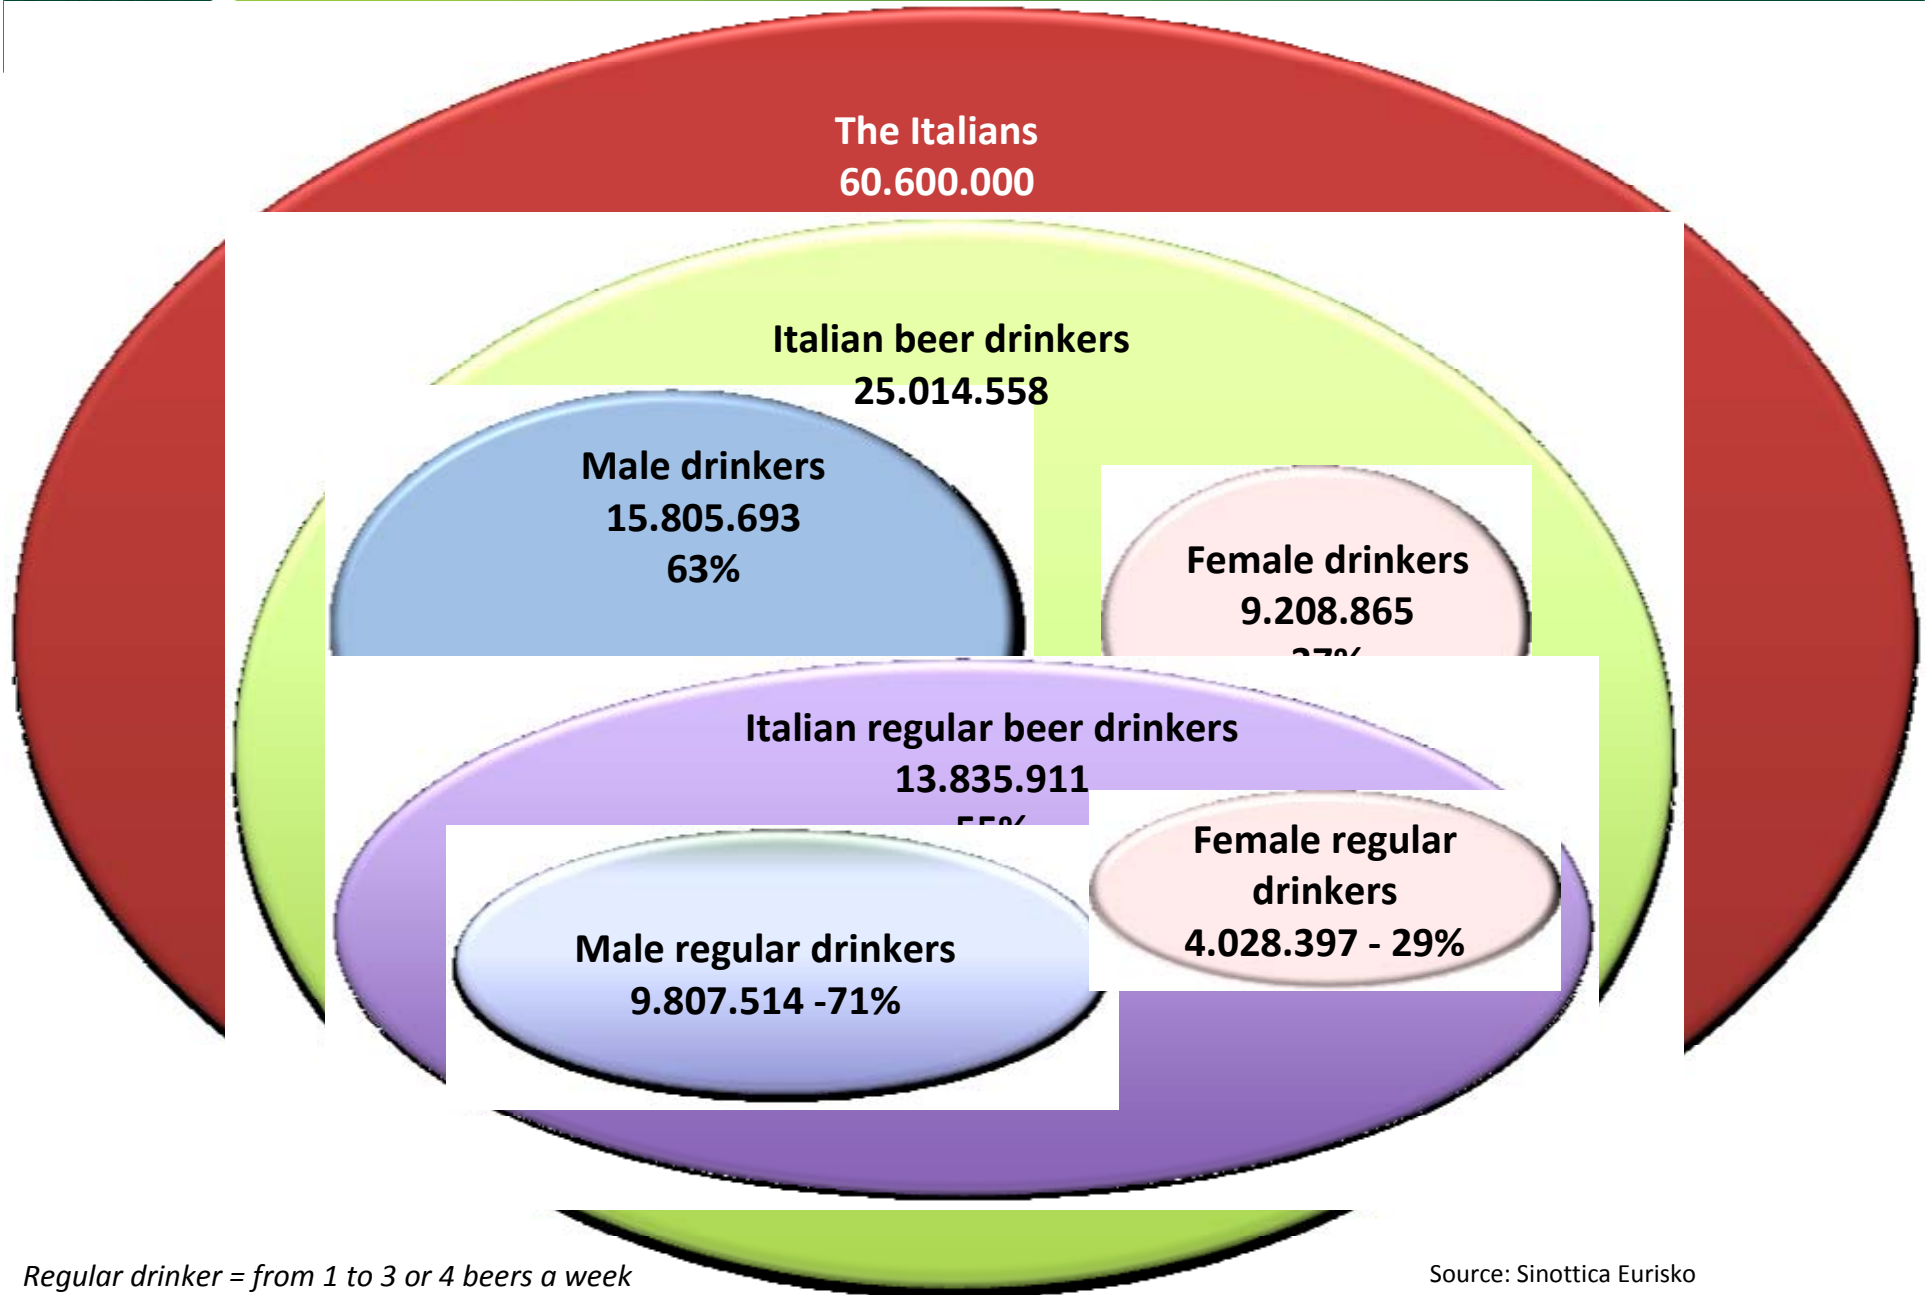 The Italians
60.600.000
Italian beer drinkers
25.014.558
Male drinkers
15.805.693
63%
Female drinkers
9.208.865
37%
Italian regular beer drinkers
13.835.911
55%
Female regular
drinkers
4.028.397 - 29%
Male regular drinkers
9.807.514 -71%
Regular drinker = from 1 to 3 or 4 beers a week
Source: Sinottica Eurisko